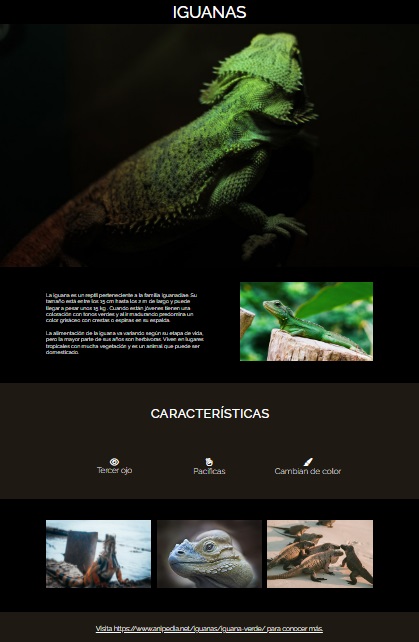 IGUANAS
La iguana es un reptil perteneciente a la familia Iguanadiae. Su
tamaño está entre los 15 cm hasta los 2 m de largo y puede
llegar a pesar unos 15 kg.  Cuando están jóvenes tienen una
coloración con tonos verdes y al ir madurando predomina un
color grisáceo con crestas o espinas en su espalda.
La alimentación de la iguana va variando según su etapa de vida,
pero la mayor parte de sus años son herbívoras. Viven en lugares
tropicales con mucha vegetación y es un animal que puede ser
domesticado.
CARACTERÍSTICAS
Tercer ojo
Pacíficas
Cambian de color
Visita https://www.anipedia.net/iguanas/iguana-verde/ para conocer más.